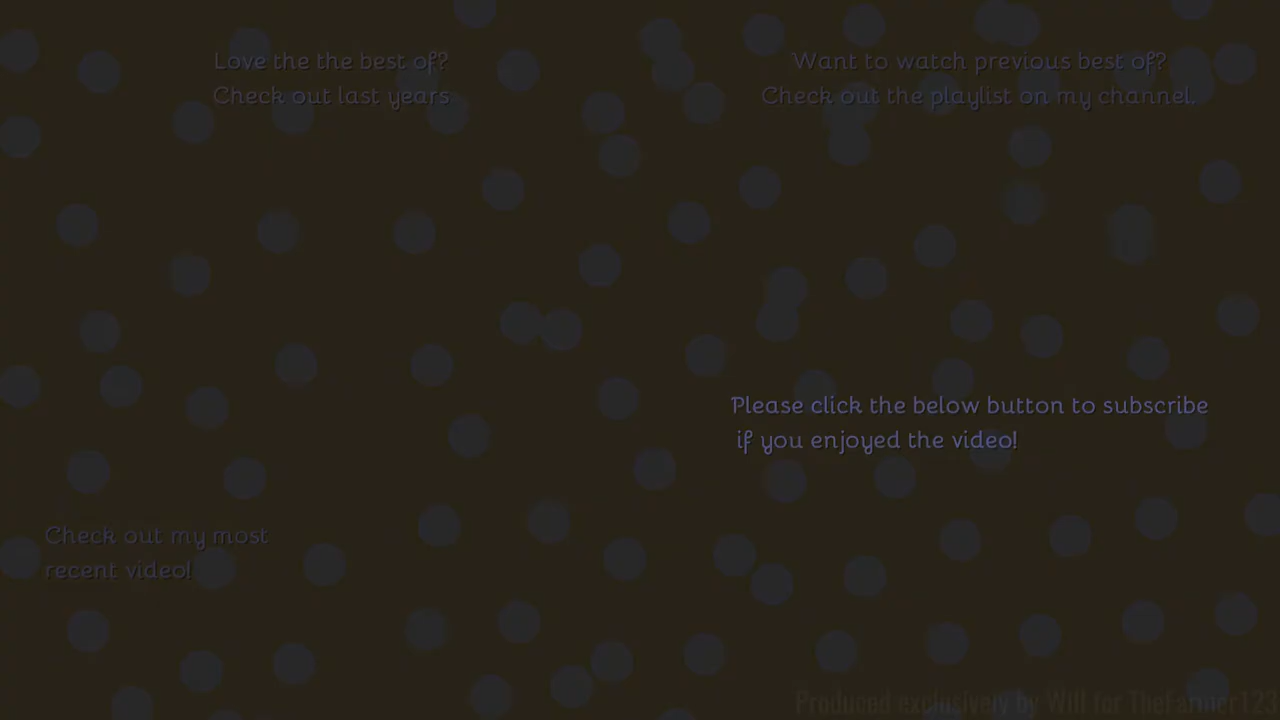 Love the the best of?
Check out last years
Want to watch previous best of?
Check out the playlist on my channel.
Please click the below button to subscribe
if you enjoyed the video!
Check out my most
recent video!
Produced exclusively by Will for TheFarmer123